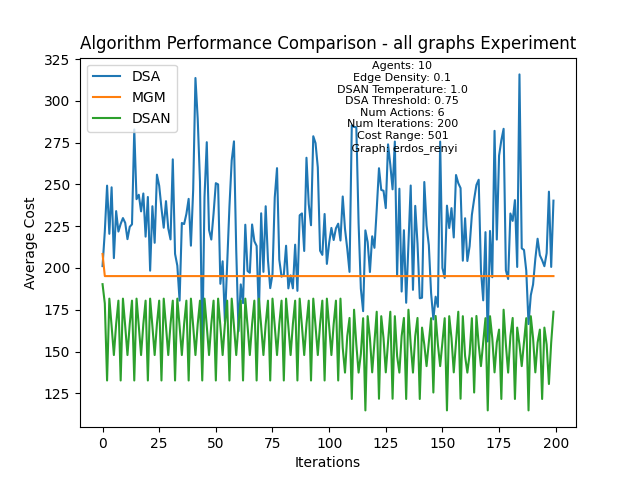 Algorithm Performance Comparison - all graphs Experiment
325
300
275
250
225
200
175
150
125
Average Cost
DSA
MGM
DSAN
Agents: 10
Edge Density: 0.1
DSAN Temperature: 1.0
DSA Threshold: 0.75
Num Actions: 6
Num Iterations: 200
Cost Range: 501
Graph: erdos_renyi
0
25
50
75
100
125
150
175
200
Iterations